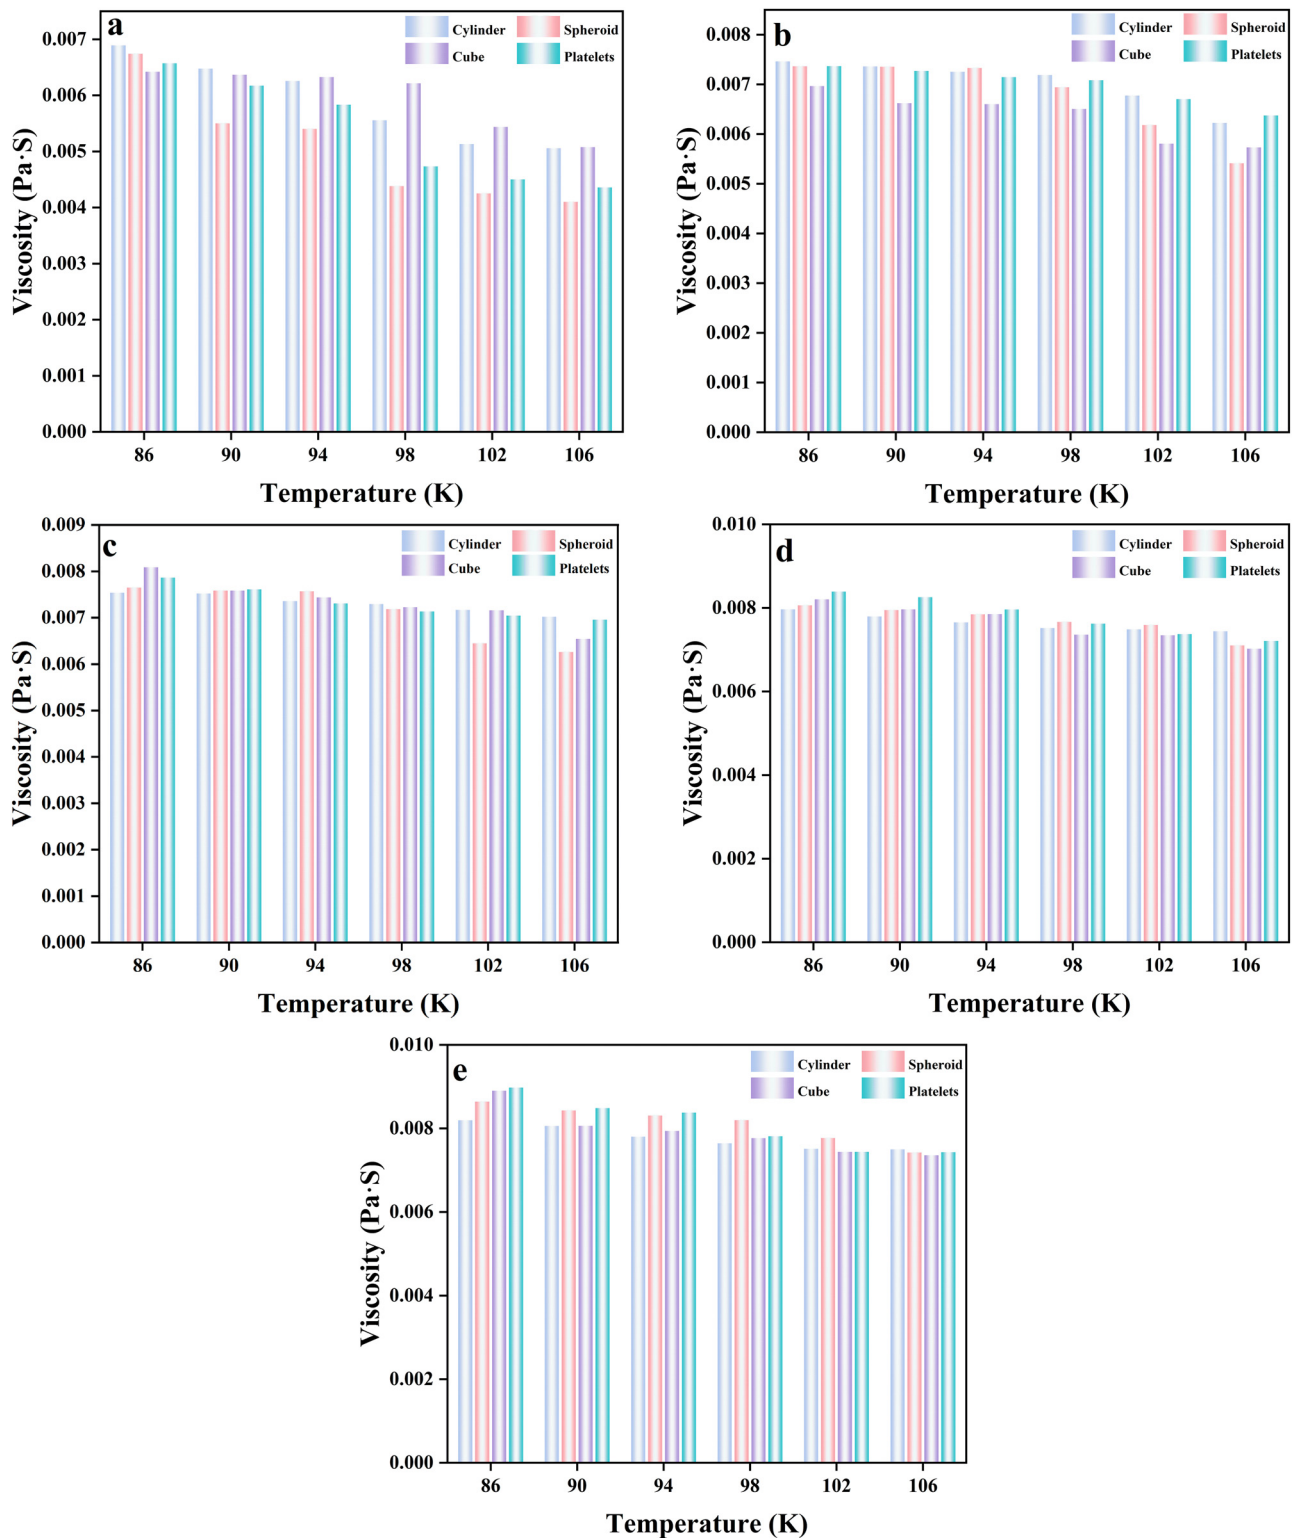 a
Cylinder Spheroid
Cube Platelets
0.007
0.006
0.005
0.004
0.003
0.002
0.001
0.000
Viscosity (Pa·S)
86 90 94 98 102 106
Temperature (K)
b
Cylinder Spheroid
Cube Platelets
0.008
0.007
0.006
0.005
0.004
0.003
0.002
0.001
0.000
Viscosity (Pa·S)
86 90 94 98 102 106
Temperature (K)
c
Cylinder Spheroid
Cube Platelets
0.009
0.008
0.007
0.006
0.005
0.004
0.003
0.002
0.001
0.000
Viscosity (Pa·S)
86 90 94 98 102 106
Temperature (K)
d
Cylinder Spheroid
Cube Platelets
0.010
0.008
0.006
0.004
0.002
0.000
Viscosity (Pa·S)
86 90 94 98 102 106
Temperature (K)
e
Cylinder Spheroid
Cube Platelets
0.010
0.008
0.006
0.004
0.002
0.000
Viscosity (Pa·S)
86 90 94 98 102 106
Temperature (K)